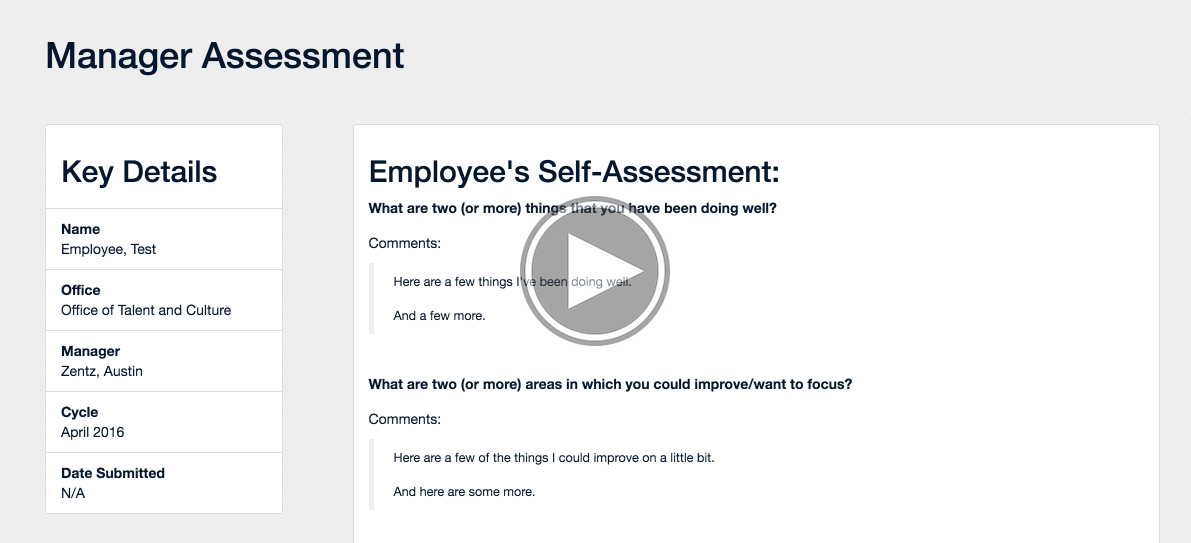 Manager Assessment
Key Details
Name
Employee, Test
Office
Office of Talent and Culture
Manager
Zentz, Austin
Cycle
April 2016
Date Submitted
N/A
Employee's Self-Assessment:
What are two (or more) things that you have been doing well?
Comments:
Here are a few things I've been doing well.
And a few more.
What are two (or more) areas in which you could improve/want to focus?
Comments:
Here are a few of the things I could improve on a little bit.
And here are some more.